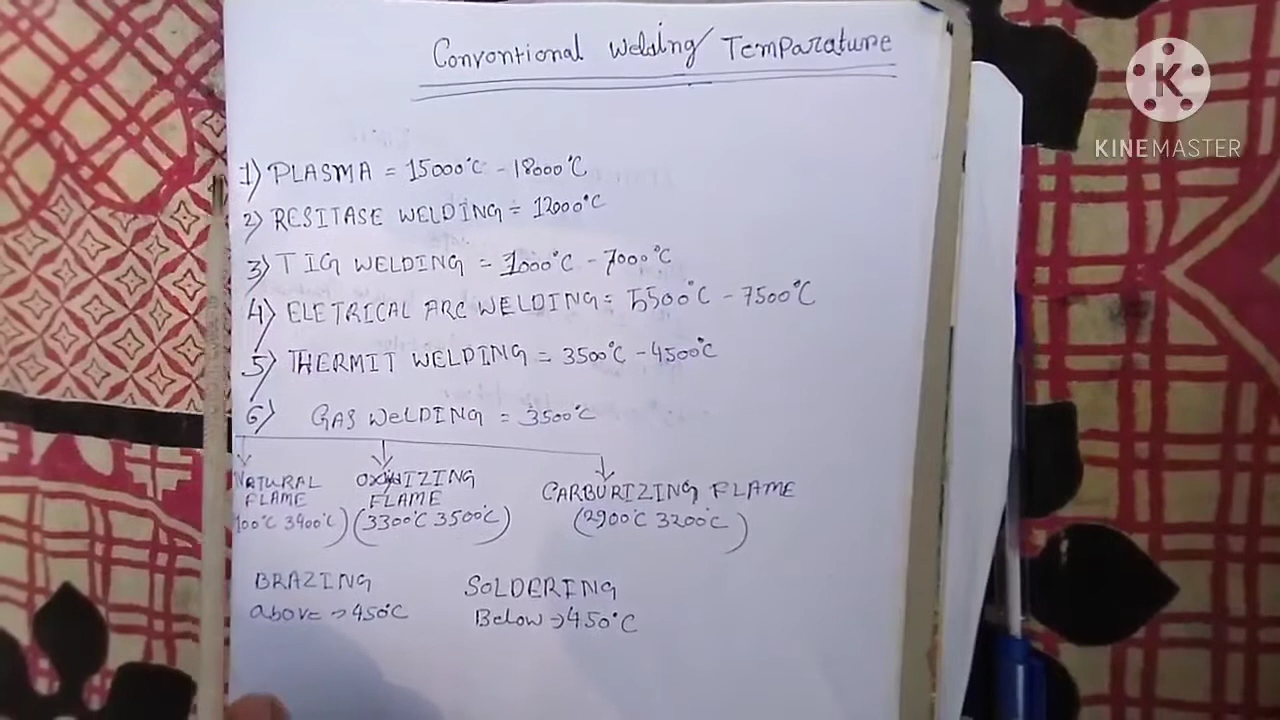 Conventional Welding Temparature
K
KINEMASTER
1) PLASMA = 15000°C - 18000°C
2) RESITASE WELDING = 12000°C
3) TIG WELDING = 1000°C - 7000°C
4) ELETRICAL ARC WELDING = 5500°C - 7500°C
5) THERMIT WELDING = 3500°C - 4500°C
6) GAS WELDING = 3500°C
NATURAL OXIDIZING CARBURIZING FLAME
FLAME FLAME
100°C 3400°C) (3300°C 3500°C) (2900°C 3200°C)
BRAZING SOLDERING
above → 450°C Below → 450°C